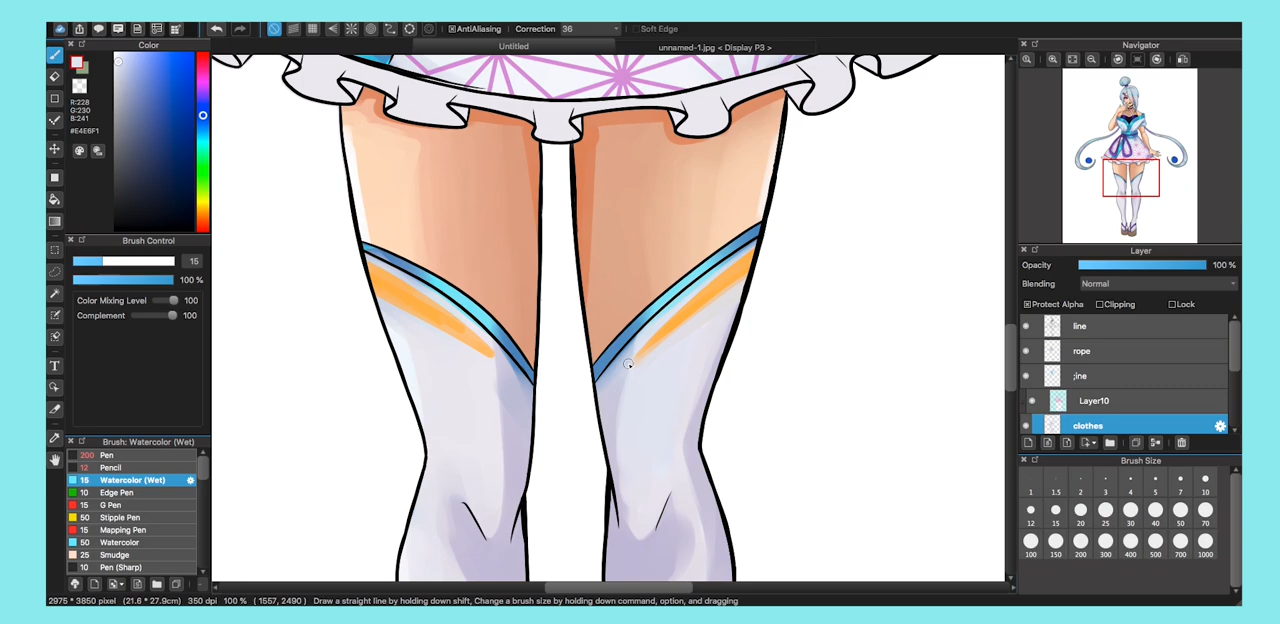 AntiAliasing Correction 36 Soft Edge
Untitled
unnamed-1.jpg < Display P3 >
Color
R:228
G:230
B:241
#E4E6F1
Brush Control
15
100 %
Color Mixing Level 100
Complement 100
Brush: Watercolor (Wet)
200 Pen
12 Pencil
15 Watercolor (Wet)
10 Edge Pen
15 G Pen
50 Stipple Pen
15 Mapping Pen
50 Watercolor
25 Smudge
10 Pen (Sharp)
T
Navigator
Layer
Opacity 100 %
Blending Normal
Protect Alpha Clipping Lock
line
rope
;ine
Layer10
clothes
Brush Size
1 1.5 2 3 4 5 7 10
12 15 20 25 30 40 50 70
100 150 200 300 400 500 700 1000
2975 * 3850 pixel (21.6 * 27.9cm) 350 dpi 100 % ( 1557, 2490 ) Draw a straight line by holding down shift, Change a brush size by holding down command, option, and dragging